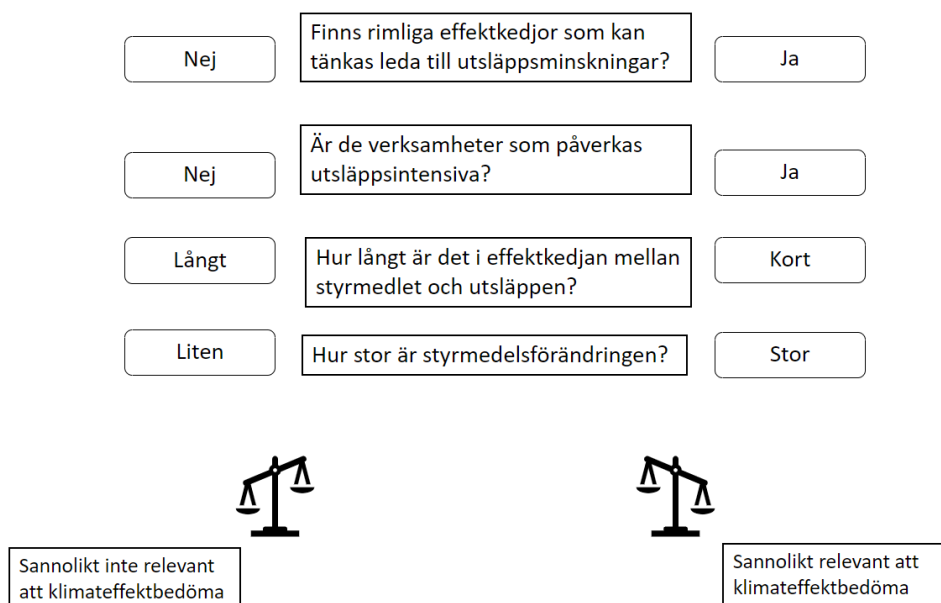 Finns rimliga effektkedjor som kan
tänkas leda till utsläppsminskningar?
Nej
Ja
Är de verksamheter som påverkas
utsläppsintensiva?
Nej
Ja
Hur långt är det i effektkedjan mellan
styrmedlet och utsläppen?
Långt
Kort
Hur stor är styrmedelsförändringen?
Liten
Stor
Sannolikt inte relevant
att klimateffektbedöma
Sannolikt relevant att
klimateffektbedöma